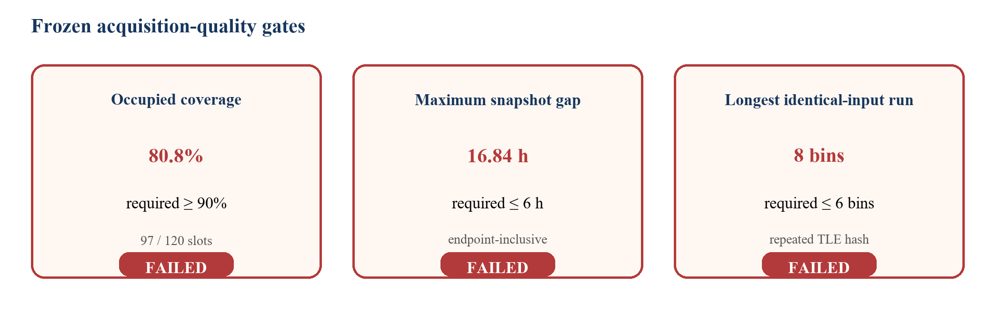 Frozen acquisition-quality gates
Occupied coverage
80.8%
required ≥ 90%
97 / 120 slots
FAILED
Maximum snapshot gap
16.84 h
required ≤ 6 h
endpoint-inclusive
FAILED
Longest identical-input run
8 bins
required ≤ 6 bins
repeated TLE hash
FAILED